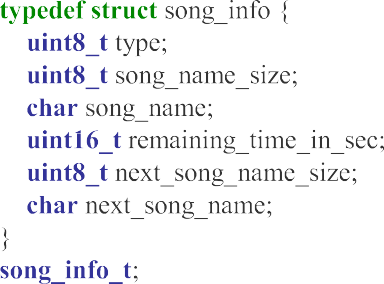 typedef struct song_info {
uint8_t type;
uint8_t song_name_size;
char song_name;
uint16_t remaining_time_in_sec;
uint8_t next_song_name_size;
char next_song_name;
}
song_info_t;